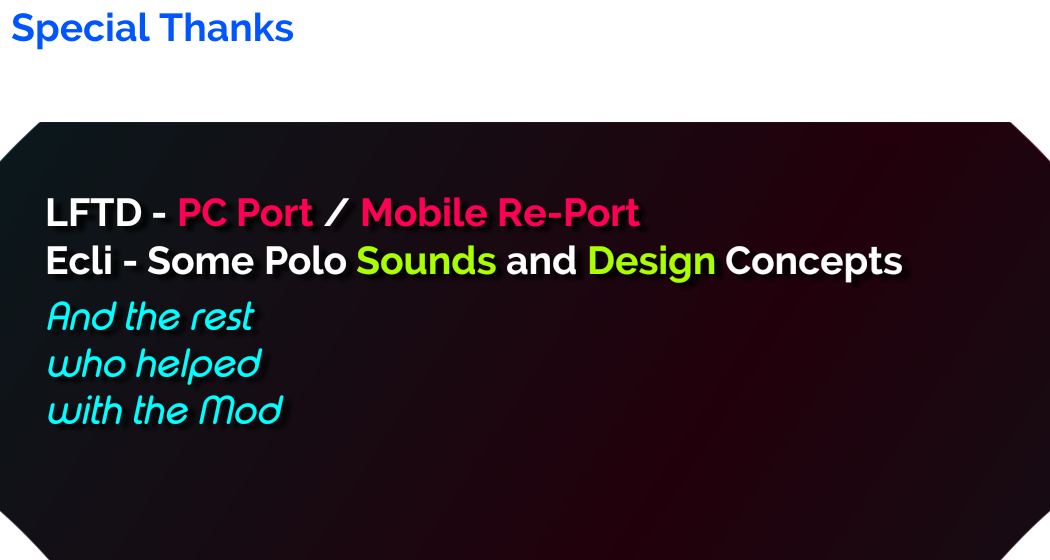 Special Thanks
LFTD - PC Port / Mobile Re-Port
Ecli - Some Polo Sounds and Design Concepts
And the rest
who helped
with the Mod